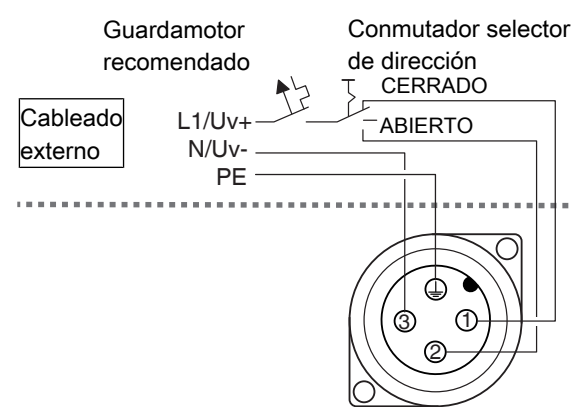 Guardamotor
recomendado
Conmutador selector
de dirección
CERRADO
Cableado
externo
L1/Uv+
ABIERTO
N/Uv-
PE
3
1
2